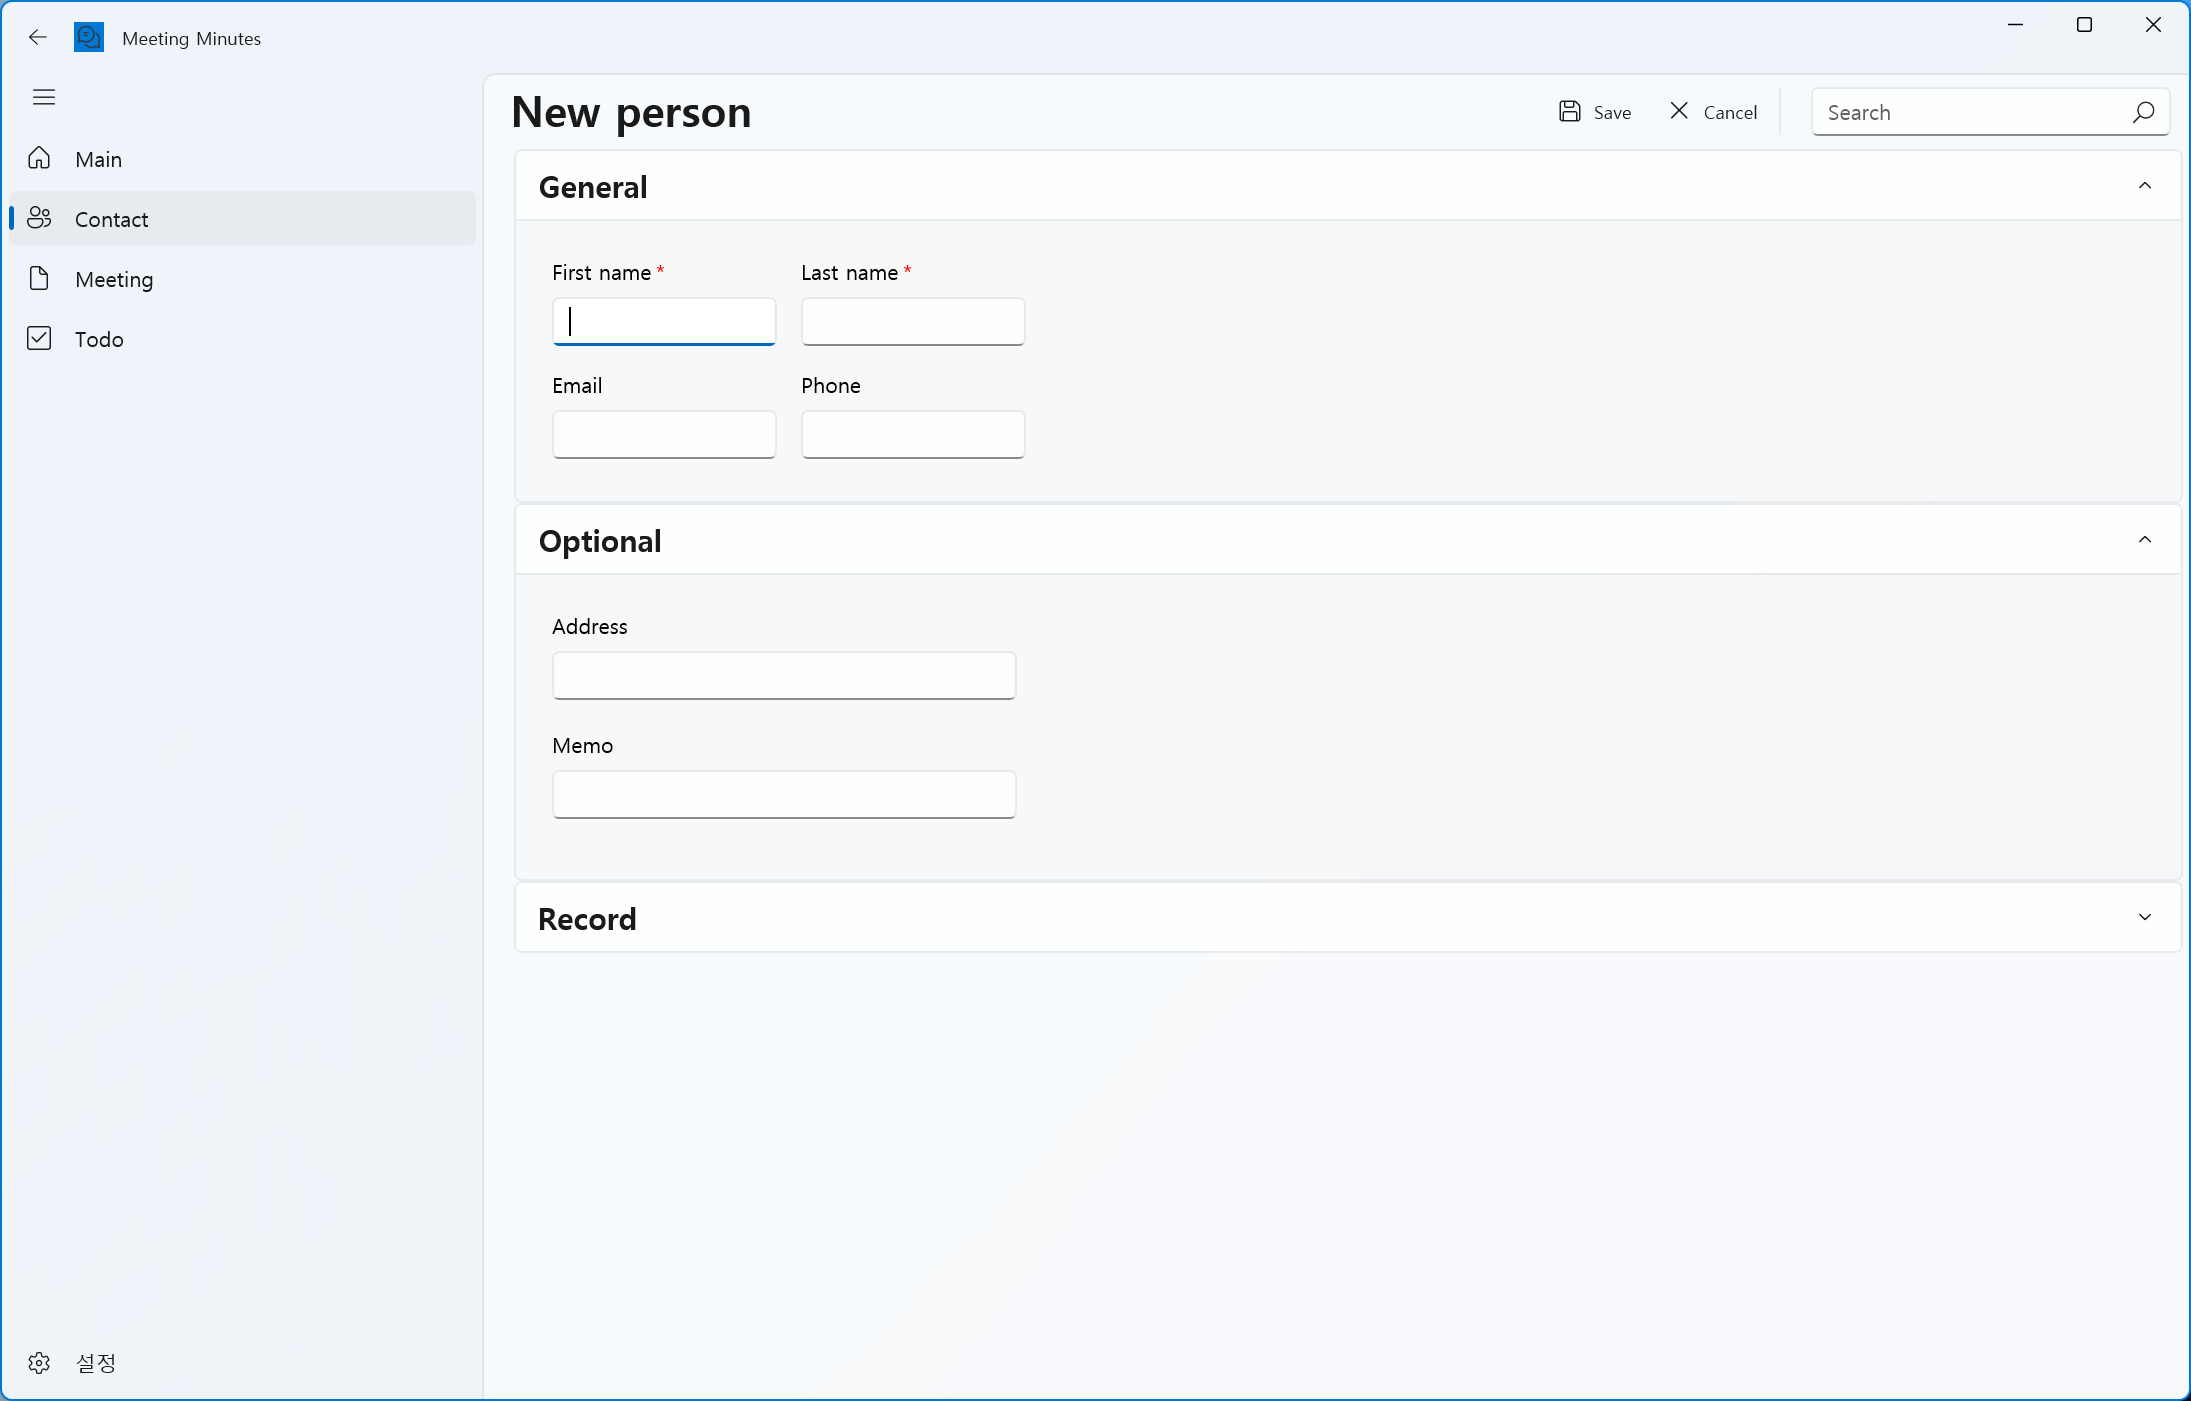 Meeting Minutes
Main
Contact
Meeting
Todo
설정
New person
Save
Cancel
Search
General
First name *
Last name *
Email
Phone
Optional
Address
Memo
Record